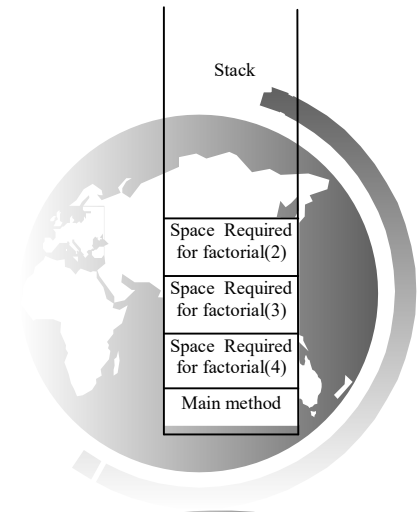 Stack
Space Required
for factorial(2)
Space Required
for factorial(3)
Space Required
for factorial(4)
Main method